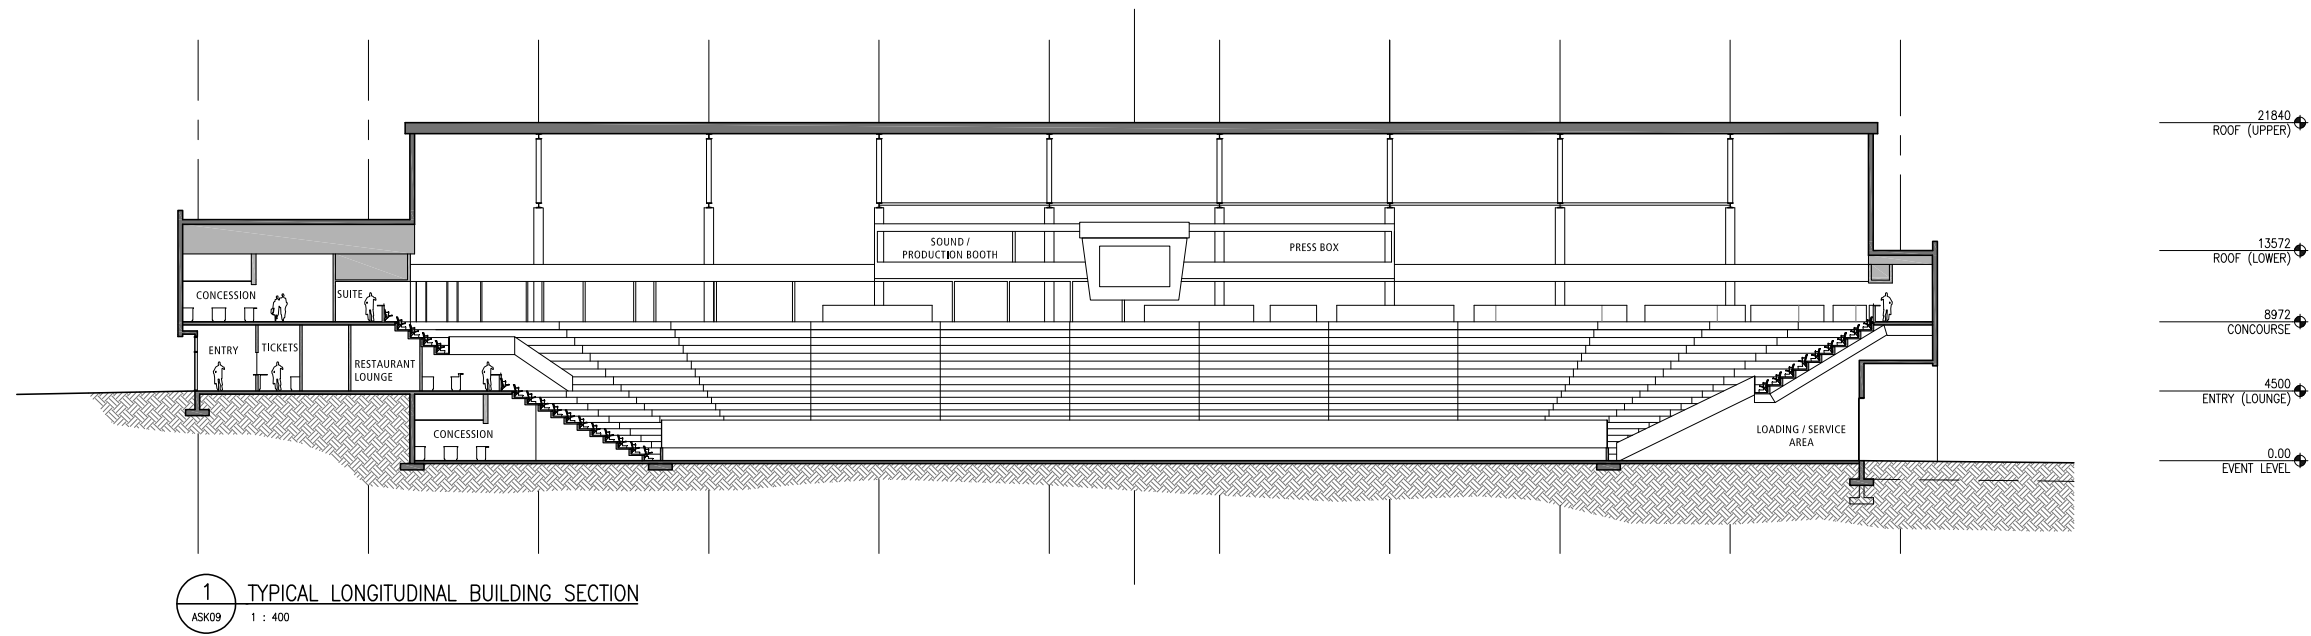 21840
ROOF (UPPER)
SOUND /
PRODUCTION BOOTH
PRESS BOX
13572
ROOF (LOWER)
CONCESSION
SUITE
8972
CONCOURSE
ENTRY
TICKETS
RESTAURANT
LOUNGE
4500
ENTRY (LOUNGE)
CONCESSION
LOADING / SERVICE
AREA
0.00
EVENT LEVEL
1
ASK09
TYPICAL LONGITUDINAL BUILDING SECTION
1 : 400